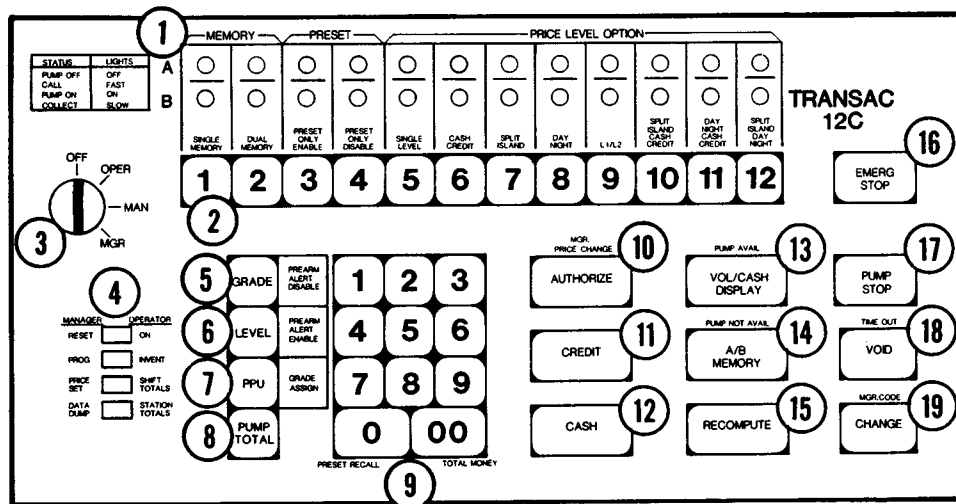 1
MEMORY PRESET PRICE LEVEL OPTION
STATUS LIGHTS
PUMP OFF OFF
CALL FAST
PUMP ON ON
COLLECT SLOW
A
B
SINGLE MEMORY
DUAL MEMORY
PRESET ONLY ENABLE
PRESET ONLY DISABLE
SINGLE LEVEL
CASH CREDIT
SPLIT ISLAND
DAY NIGHT
L1/L2
SPLIT ISLAND CASH CREDIT
DAY NIGHT CASH CREDIT
SPLIT ISLAND DAY NIGHT
TRANSAC
12C
1 2 3 4 5 6 7 8 9 10 11 12
2
16
EMERG
STOP
OFF
OPER
MAN
MGR
3
4
MANAGER OPERATOR
RESET ON
PROG INVENT
PRICE SET SHIFT TOTALS
DATA DUMP STATION TOTALS
5
GRADE
PREARM ALERT DISABLE
6
LEVEL
PREARM ALERT ENABLE
7
PPU
GRADE ASSIGN
8
PUMP TOTAL
1 2 3
4 5 6
7 8 9
0 00
PRESET RECALL TOTAL MONEY
9
MGR.
PRICE CHANGE
10
AUTHORIZE
11
CREDIT
12
CASH
PUMP AVAIL
13
VOL/CASH
DISPLAY
PUMP NOT AVAIL
14
A/B
MEMORY
15
RECOMPUTE
17
PUMP
STOP
TIME OUT
18
VOID
MGR.CODE
19
CHANGE